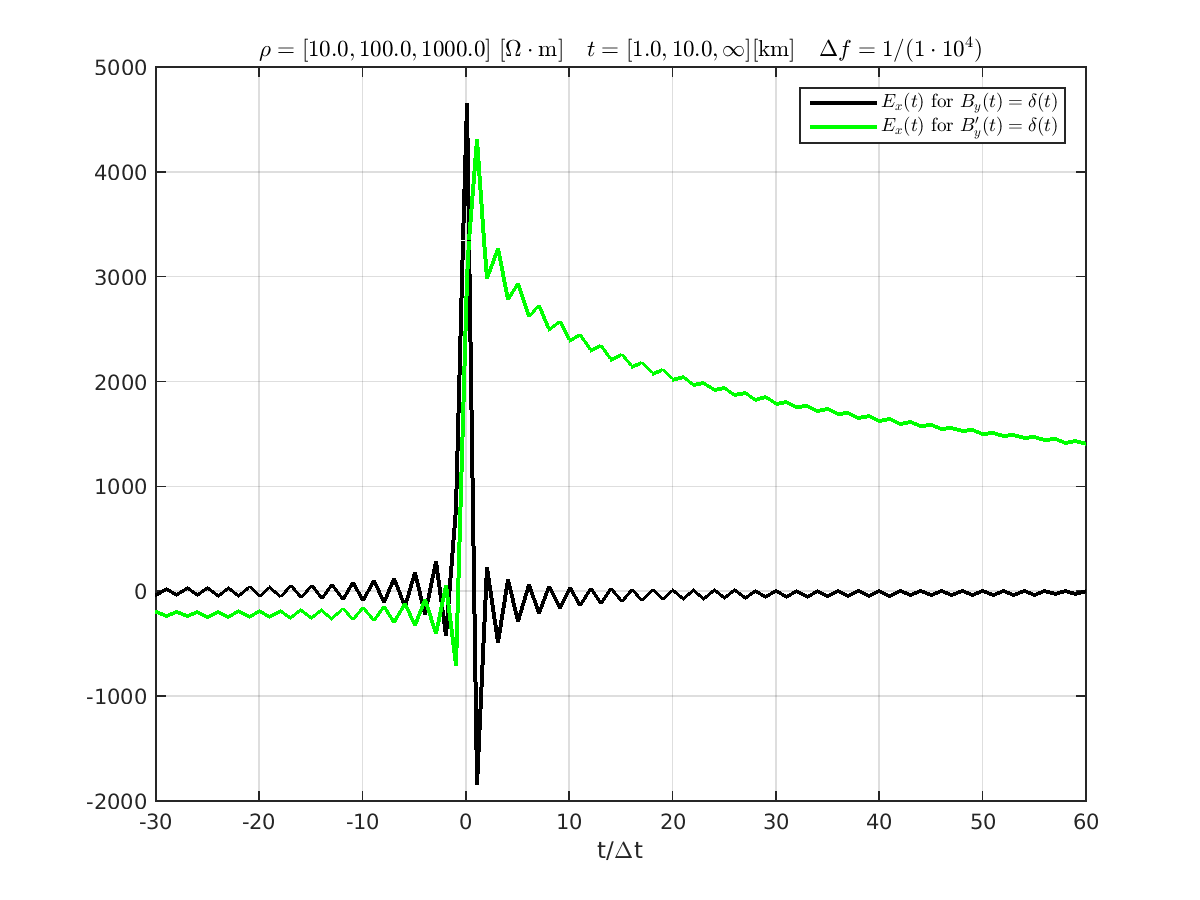 ρ = [10.0, 100.0, 1000.0] [Ω · m] t = [1.0, 10.0, ∞][km] Δf = 1/(1 · 10⁴)
5000
Eₓ(t) for B_y(t) = δ(t)
Eₓ(t) for B′_y(t) = δ(t)
4000
3000
2000
1000
0
-1000
-2000
-30 -20 -10 0 10 20 30 40 50 60
t/Δt